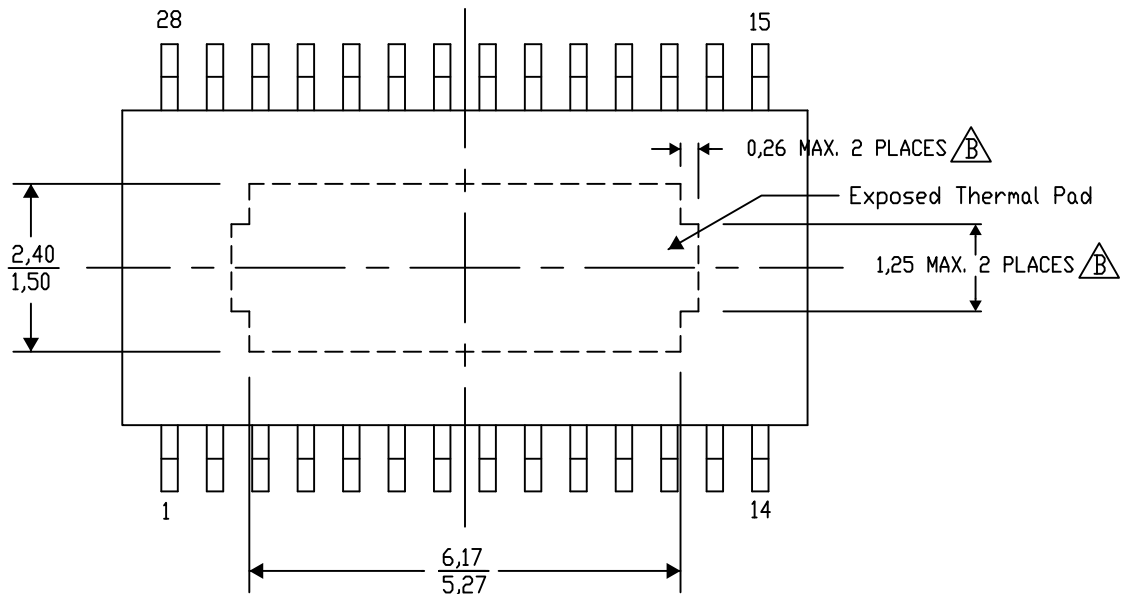 28
15
0,26 MAX. 2 PLACES B
Exposed Thermal Pad
2,40
1,50
1,25 MAX. 2 PLACES B
1
14
6,17
5,27